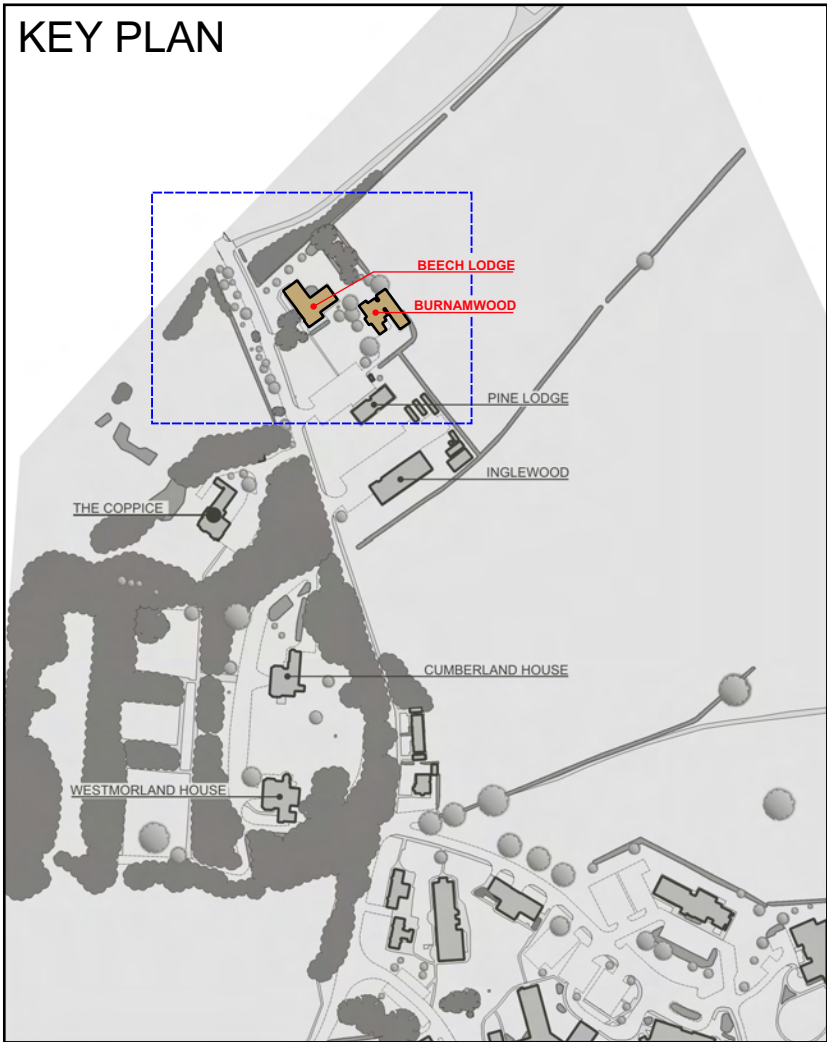 KEY PLAN
BEECH LODGE
BURNAMWOOD
PINE LODGE
INGLEWOOD
THE COPPICE
CUMBERLAND HOUSE
WESTMORLAND HOUSE